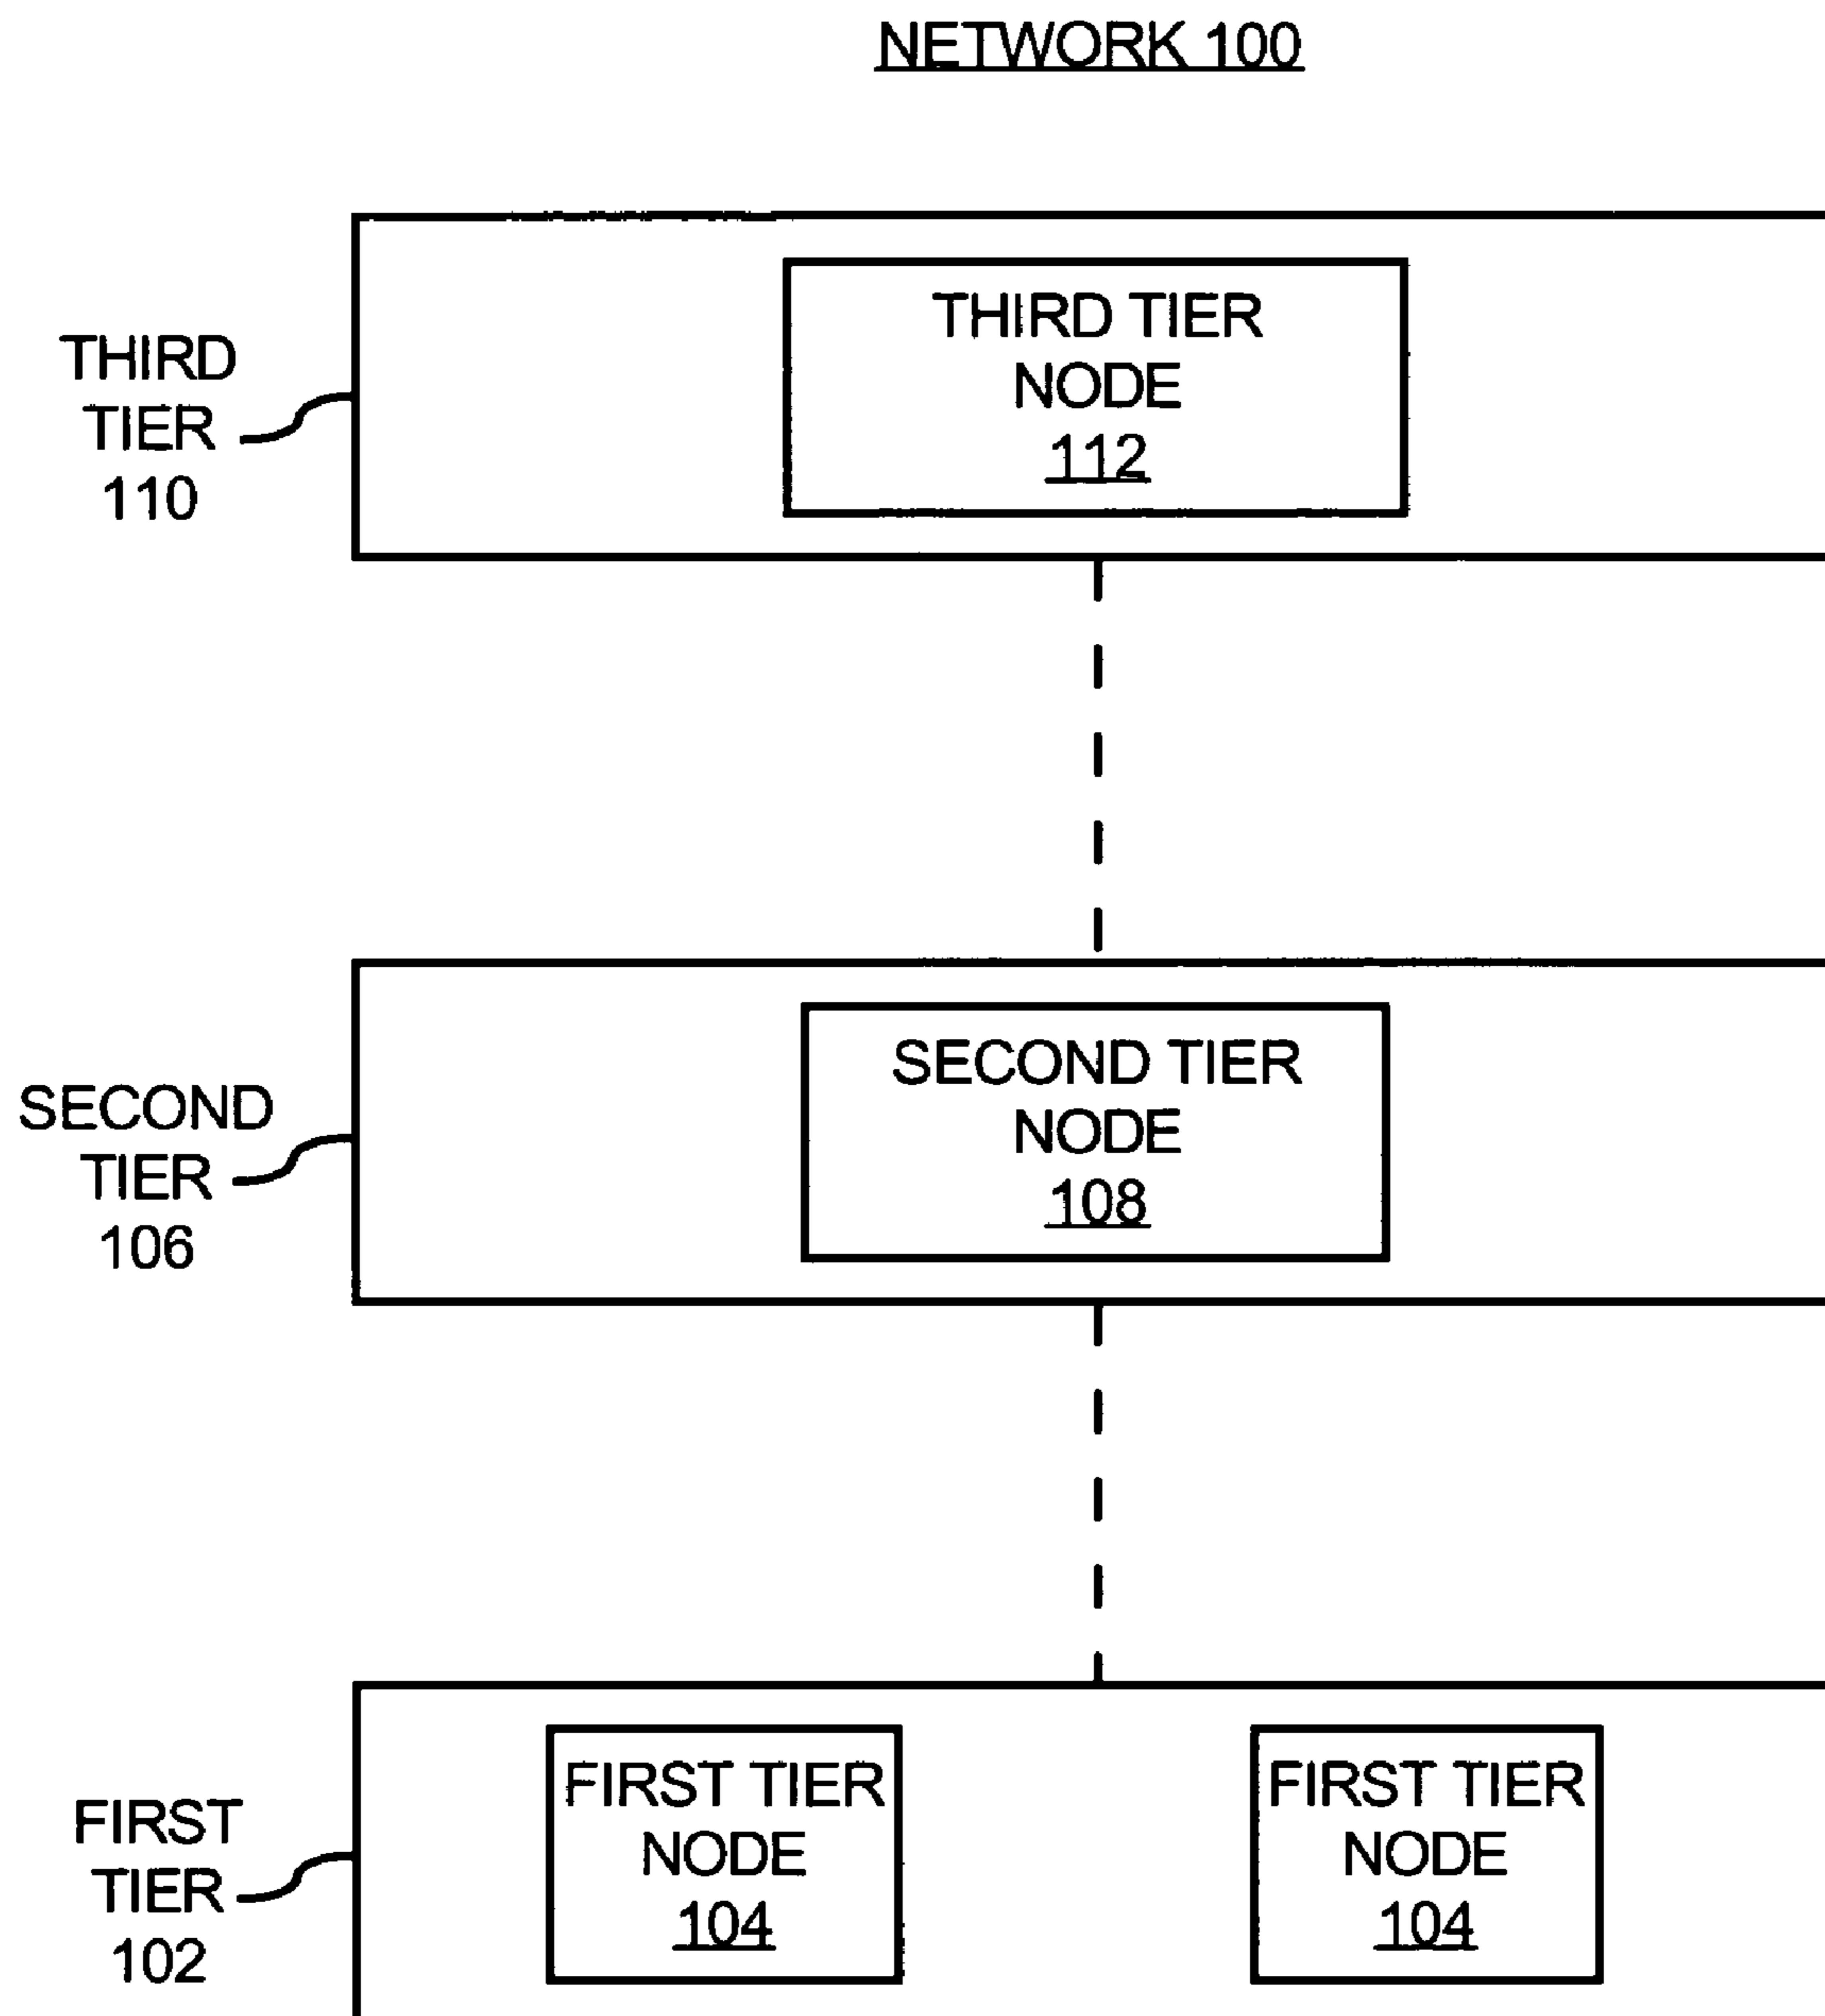 NETWORK 100
THIRD TIER
NODE
112
THIRD
TIER
110
SECOND TIER
NODE
108
SECOND
TIER
106
FIRST TIER
NODE
104
FIRST TIER
NODE
104
FIRST
TIER
102